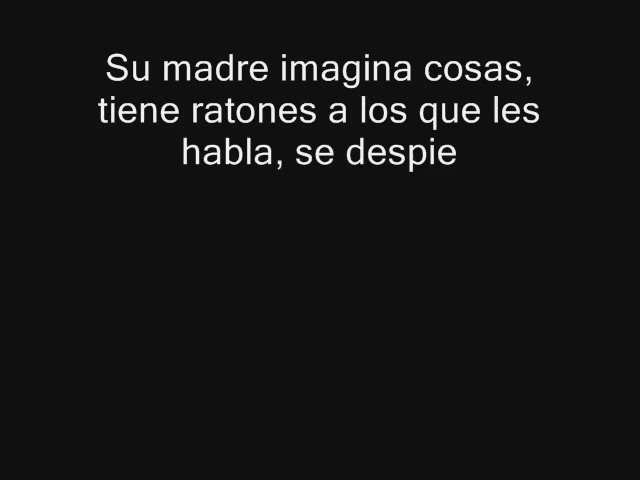 Su madre imagina cosas,
tiene ratones a los que les
habla, se despie